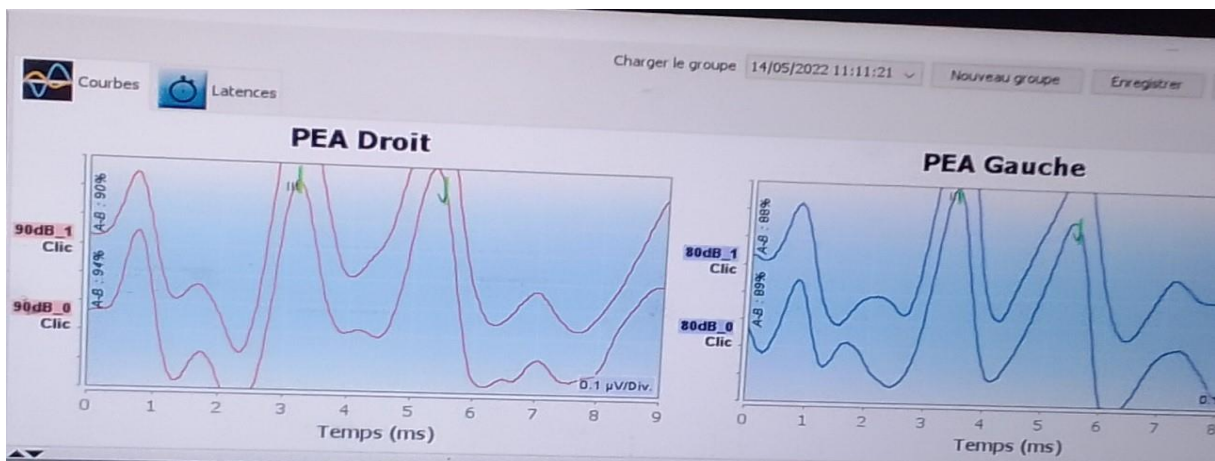 Charger le groupe 14/05/2022 11:11:21 Nouveau groupe Enregistrer
Courbes Latences
PEA Droit
A-B : 90%
90dB_1
Clic
A-B : 94%
90dB_0
Clic
III
V
0.1 µV/Div.
0 1 2 3 4 5 6 7 8 9
Temps (ms)
PEA Gauche
A-B : 88%
80dB_1
Clic
A-B : 89%
80dB_0
Clic
III
V
0 1 2 3 4 5 6 7 8
Temps (ms)